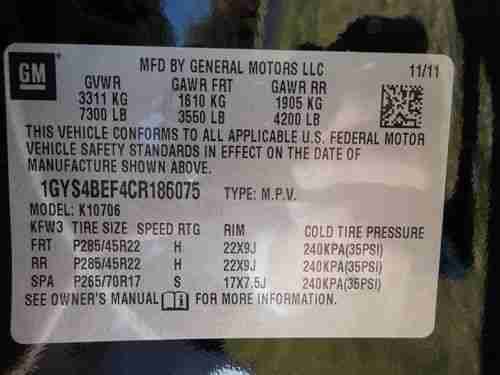 GM
MFD BY GENERAL MOTORS LLC 11/11
GVWR GAWR FRT GAWR RR
3311 KG 1610 KG 1905 KG
7300 LB 3550 LB 4200 LB
THIS VEHICLE CONFORMS TO ALL APPLICABLE U.S. FEDERAL MOTOR
VEHICLE SAFETY STANDARDS IN EFFECT ON THE DATE OF
MANUFACTURE SHOWN ABOVE.
1GYS4BEF4CR186075 TYPE: M.P.V.
MODEL: K10706
KFW3 TIRE SIZE SPEED RTG RIM COLD TIRE PRESSURE
FRT P285/45R22 H 22X9J 240KPA(35PSI)
RR P285/45R22 H 22X9J 240KPA(35PSI)
SPA P265/70R17 S 17X7.5J 240KPA(35PSI)
SEE OWNER'S MANUAL FOR MORE INFORMATION.